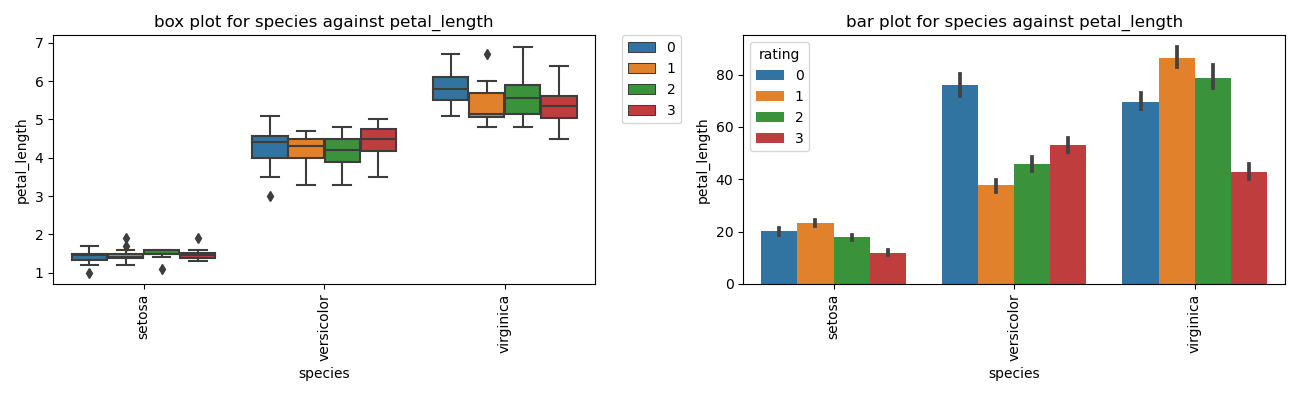 box plot for species against petal_length
7
6
5
4
3
2
1
petal_length
setosa
versicolor
virginica
species
0
1
2
3
bar plot for species against petal_length
80
60
40
20
0
petal_length
rating
0
1
2
3
setosa
versicolor
virginica
species